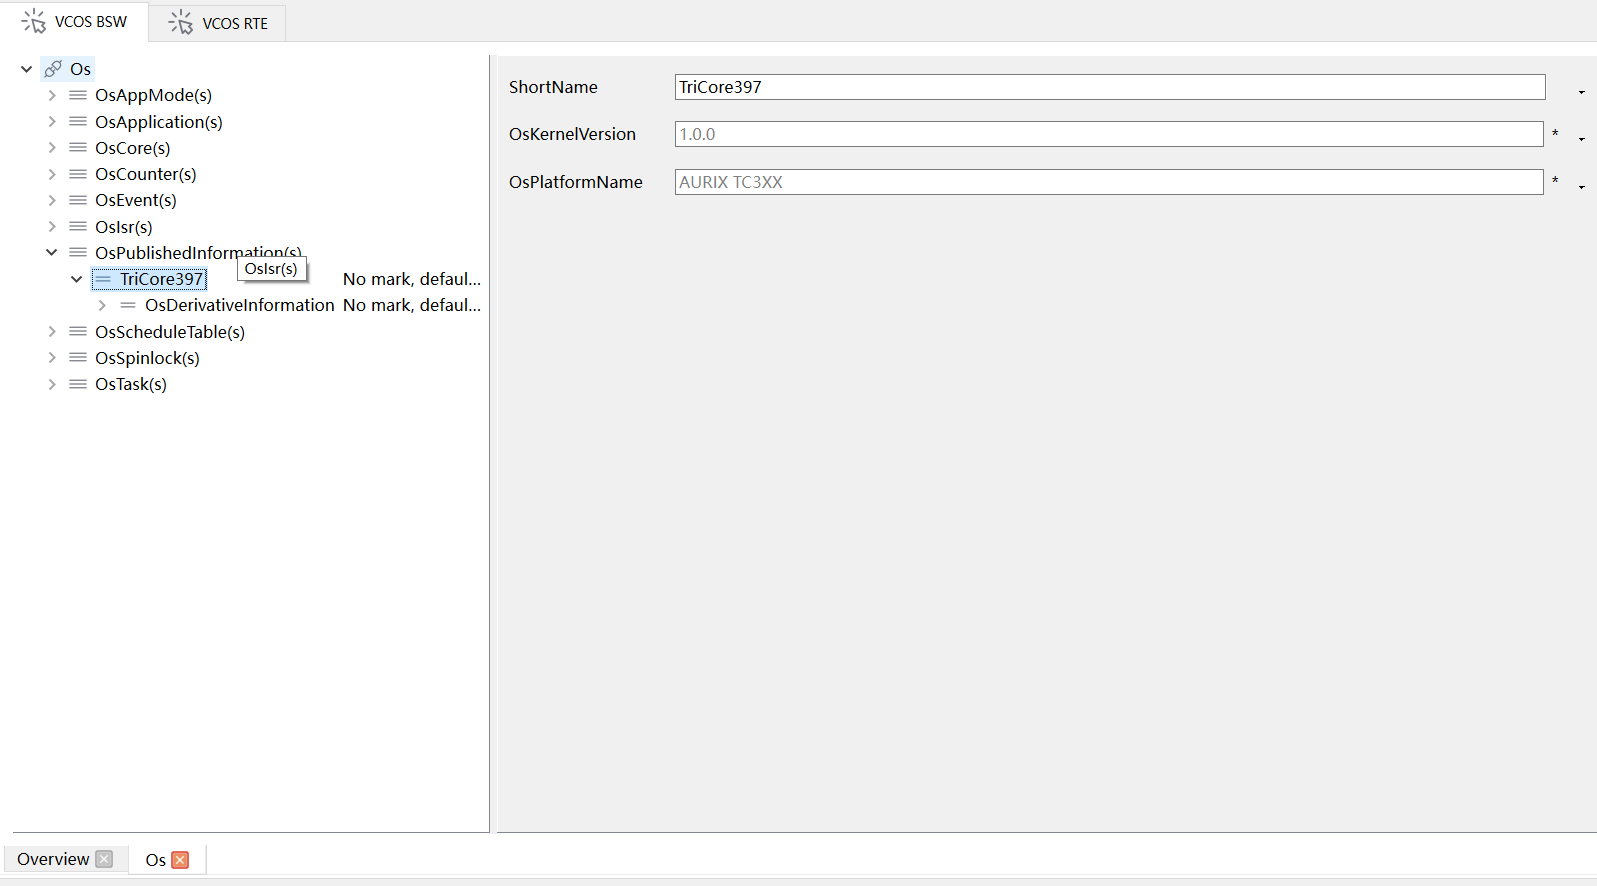 VCOS BSW
VCOS RTE
Os
OsAppMode(s)
OsApplication(s)
OsCore(s)
OsCounter(s)
OsEvent(s)
OsIsr(s)
OsPublishedInformation(s)
OsIsr(s)
TriCore397 No mark, defaul...
OsDerivativeInformation No mark, defaul...
OsScheduleTable(s)
OsSpinlock(s)
OsTask(s)
ShortName TriCore397
OsKernelVersion 1.0.0 *
OsPlatformName AURIX TC3XX *
Overview
Os